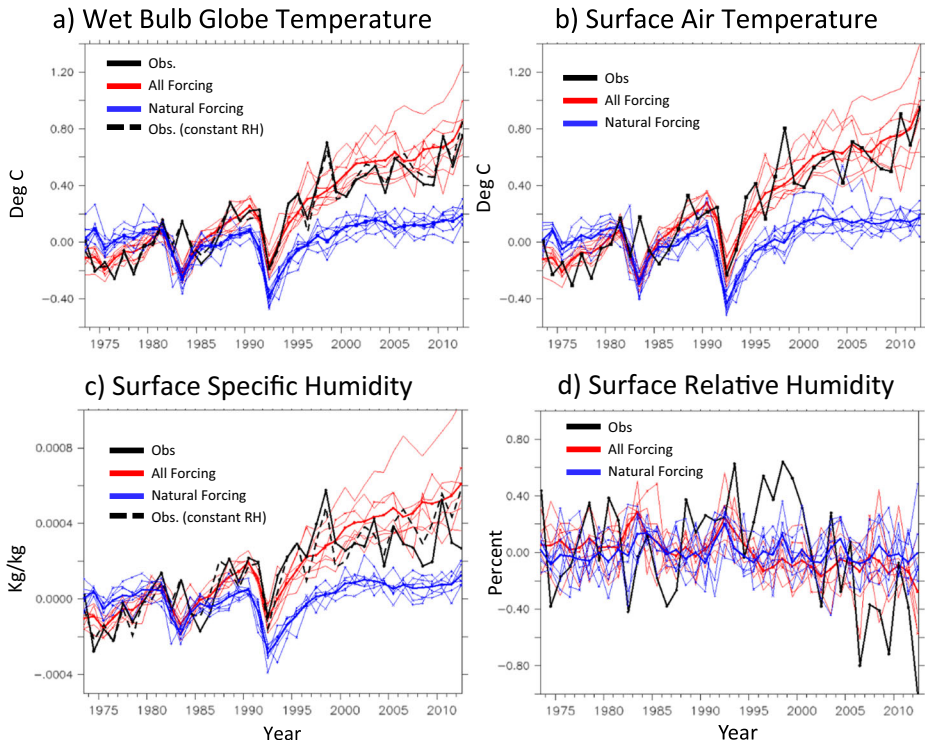 a) Wet Bulb Globe Temperature
b) Surface Air Temperature
1.20
0.80
0.40
0.00
-0.40
Deg C
Obs.
All Forcing
Natural Forcing
Obs. (constant RH)
1975 1980 1985 1990 1995 2000 2005 2010
1.20
0.80
0.40
0.00
-0.40
Deg C
Obs
All Forcing
Natural Forcing
1975 1980 1985 1990 1995 2000 2005 2010
c) Surface Specific Humidity
d) Surface Relative Humidity
0.0008
0.0004
0.0000
-.0004
Kg/kg
Obs
All Forcing
Natural Forcing
Obs. (constant RH)
1975 1980 1985 1990 1995 2000 2005 2010
Year
0.80
0.40
0.00
-0.40
-0.80
Percent
Obs
All Forcing
Natural Forcing
1975 1980 1985 1990 1995 2000 2005 2010
Year